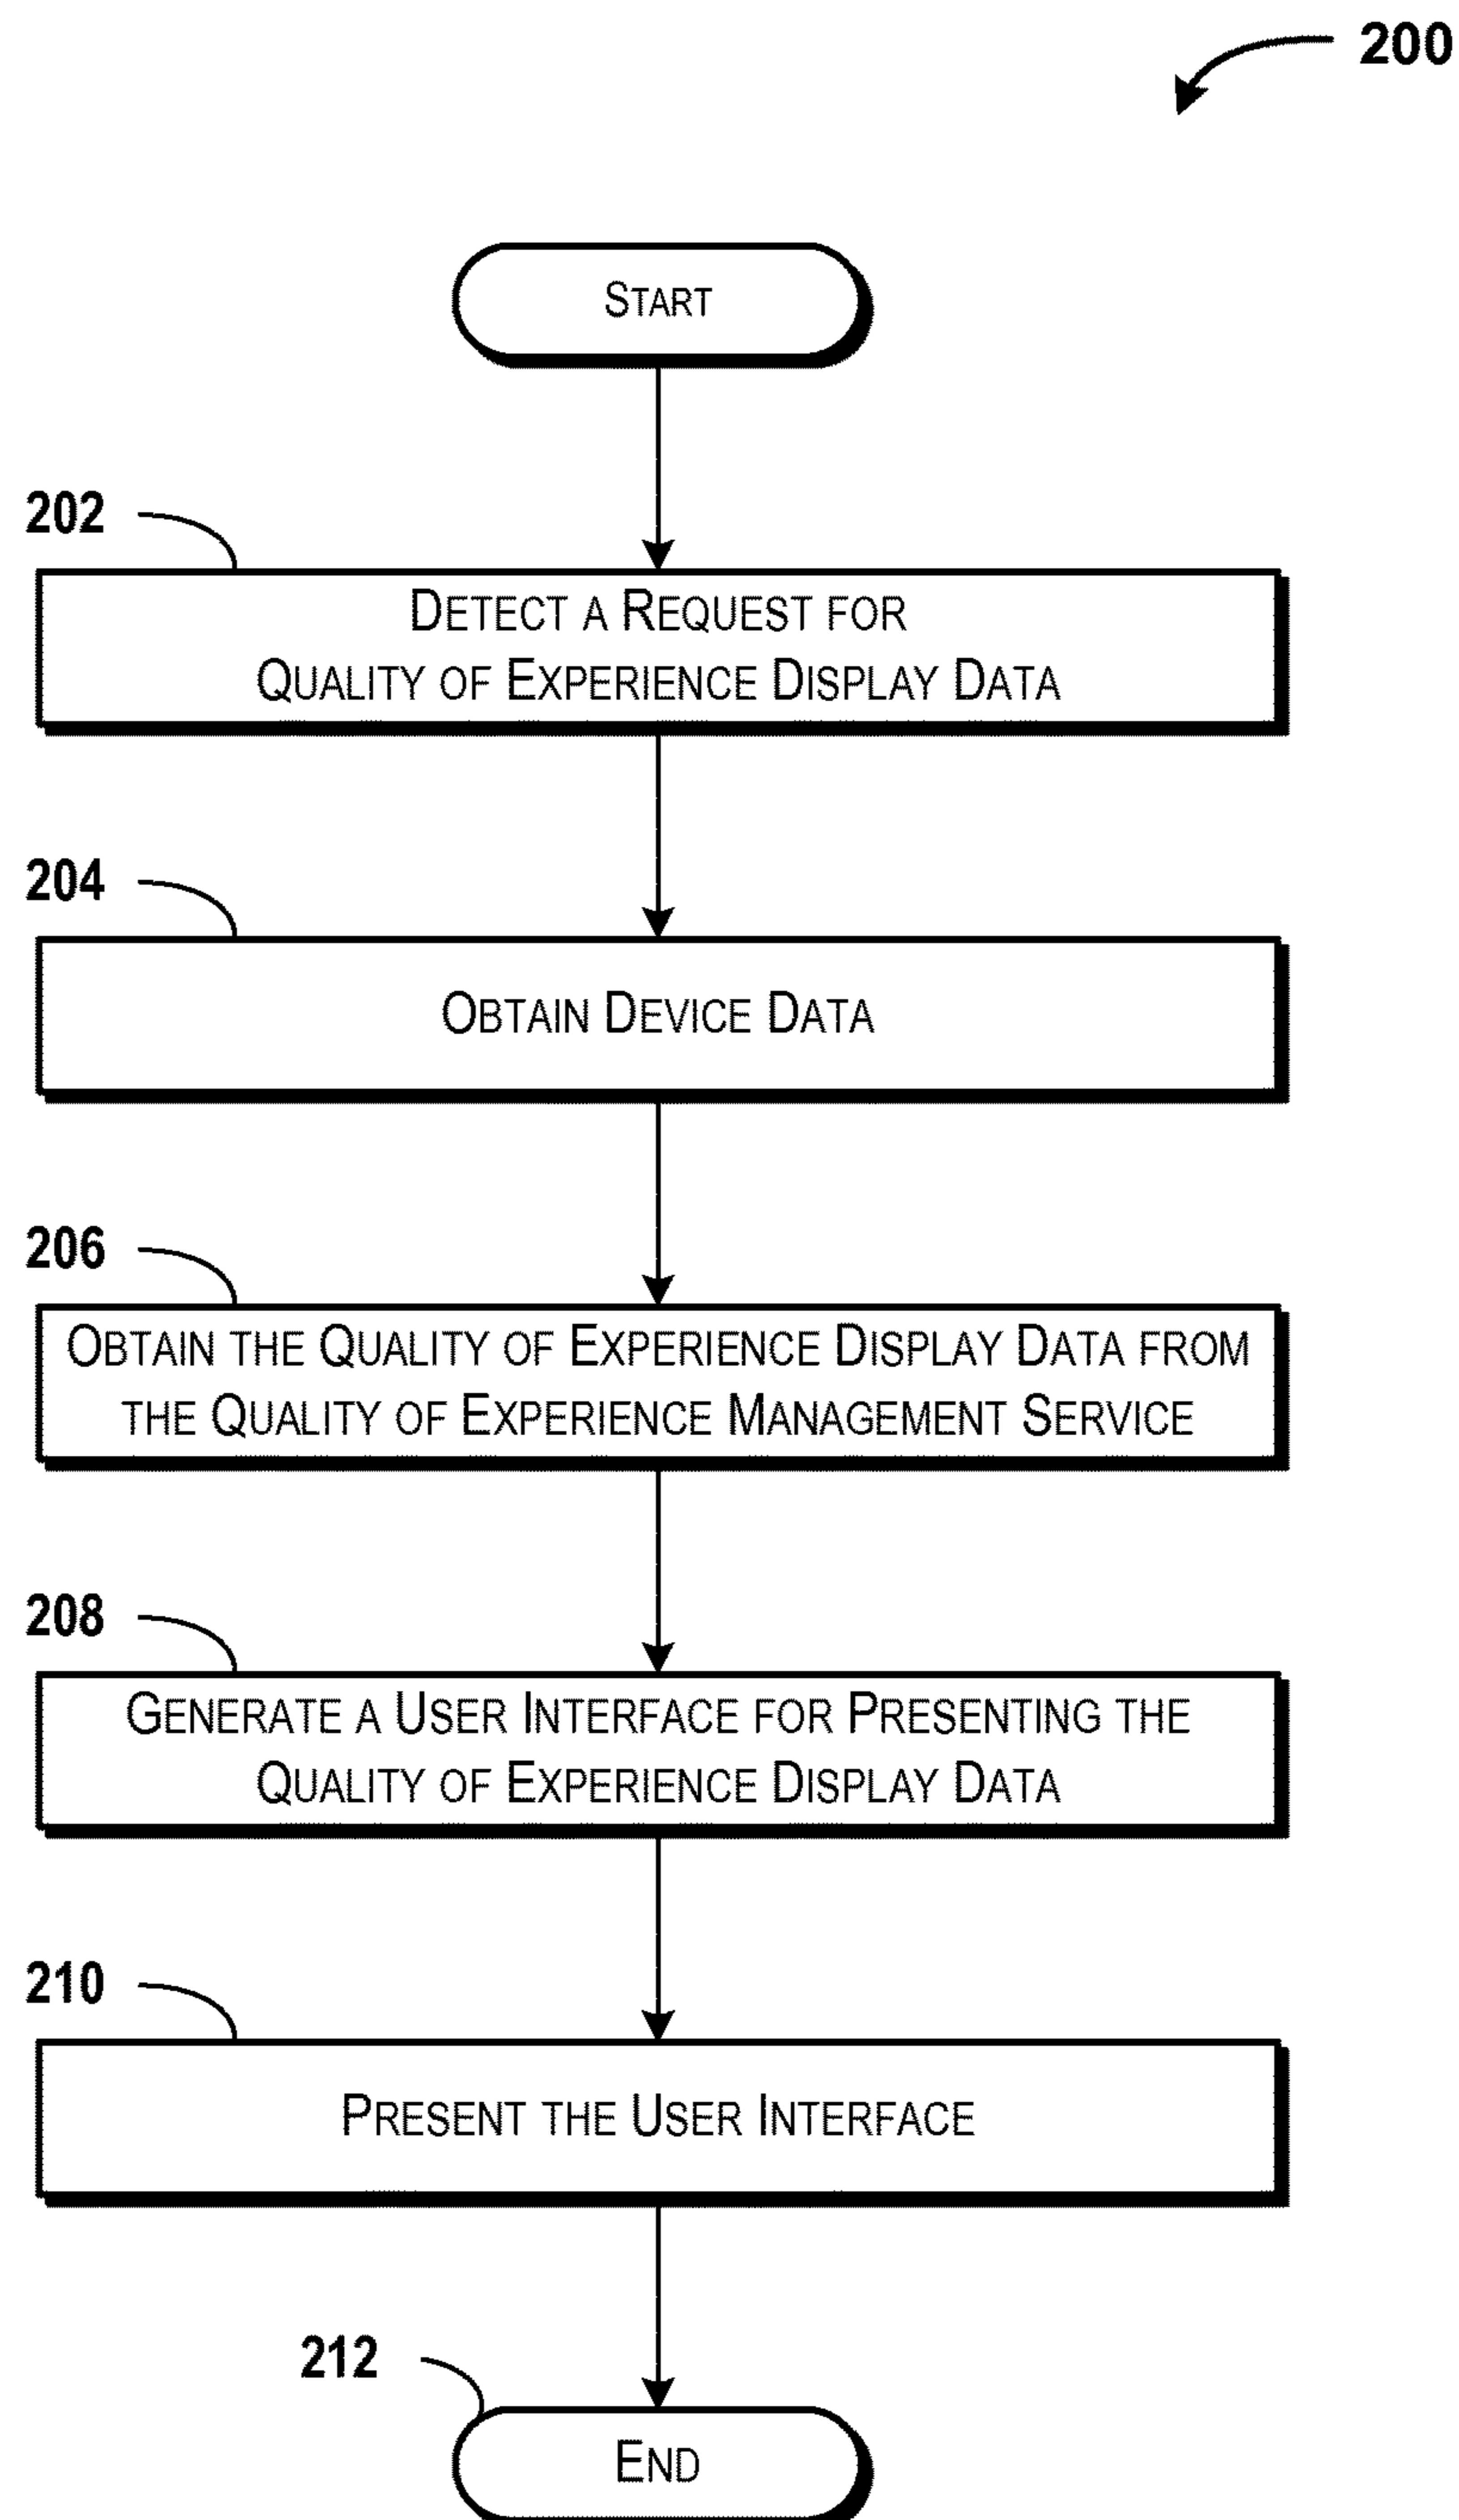 200
START
202
DETECT A REQUEST FOR
QUALITY OF EXPERIENCE DISPLAY DATA
204
OBTAIN DEVICE DATA
206
OBTAIN THE QUALITY OF EXPERIENCE DISPLAY DATA FROM
THE QUALITY OF EXPERIENCE MANAGEMENT SERVICE
208
GENERATE A USER INTERFACE FOR PRESENTING THE
QUALITY OF EXPERIENCE DISPLAY DATA
210
PRESENT THE USER INTERFACE
212
END